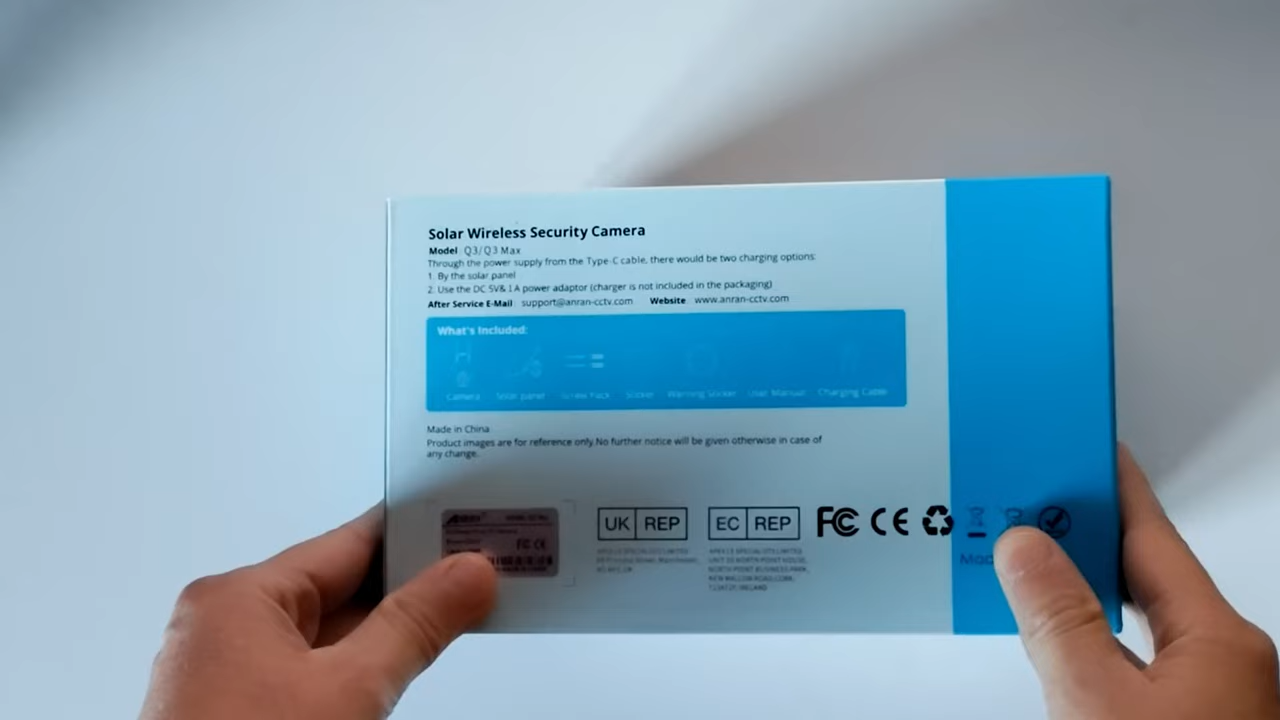 Solar Wireless Security Camera
Model Q3/Q3 Max
Through the power supply from the Type-C cable, there would be two charging options:
1. By the solar panel
2. Use the DC 5V& 1A power adaptor (charger is not included in the packaging)
After Service E-Mail support@anran-cctv.com Website www.anran-cctv.com
What's Included:
Camera Solar panel Screw Pack Sticker Warning Sticker User Manual Charging Cable
Made in China
Product images are for reference only.No further notice will be given otherwise in case of
any change.
UK REP
EC REP
FC CE
FC CE